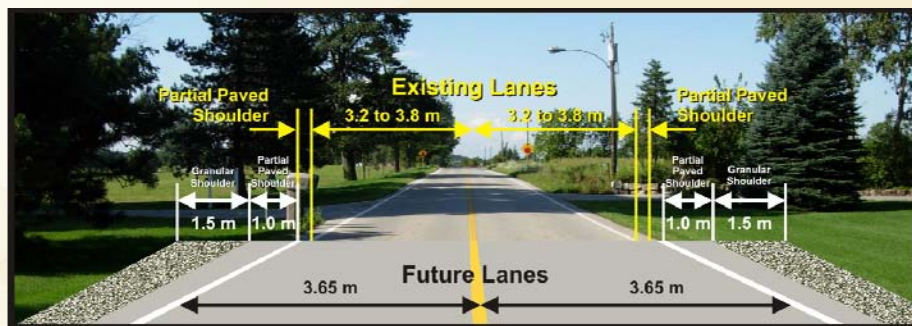 Existing Lanes
Partial Paved
Shoulder
3.2 to 3.8 m
3.2 to 3.8 m
Partial Paved
Shoulder
Granular
Shoulder
Partial
Paved
Shoulder
1.5 m
1.0 m
Partial
Paved
Shoulder
Granular
Shoulder
1.0 m
1.5 m
Future Lanes
3.65 m
3.65 m